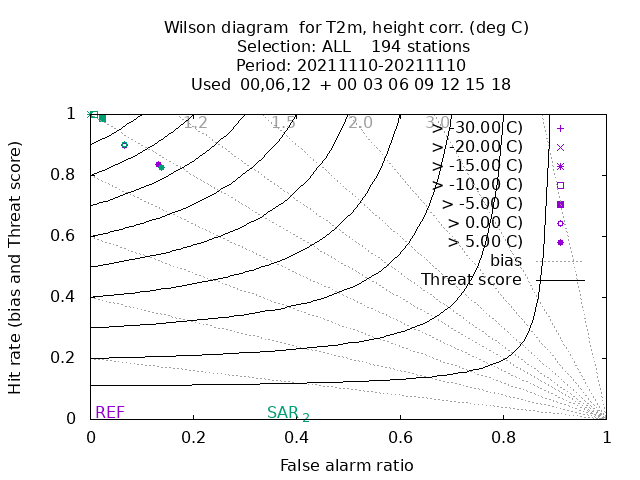 Wilson diagram  for T2m, height corr. (deg C)
Selection: ALL    194 stations
Period: 20211110-20211110
Used  00,06,12  + 00 03 06 09 12 15 18
Hit rate (bias and Threat score)
1
0.8
0.6
0.4
0.2
0
1.2
1.5
2.0
3.0
> -30.00 C)
> -20.00 C)
> -15.00 C)
> -10.00 C)
> -5.00 C)
> 0.00 C)
> 5.00 C)
bias
Threat score
REF
SAR 2
0
0.2
0.4
0.6
0.8
1
False alarm ratio